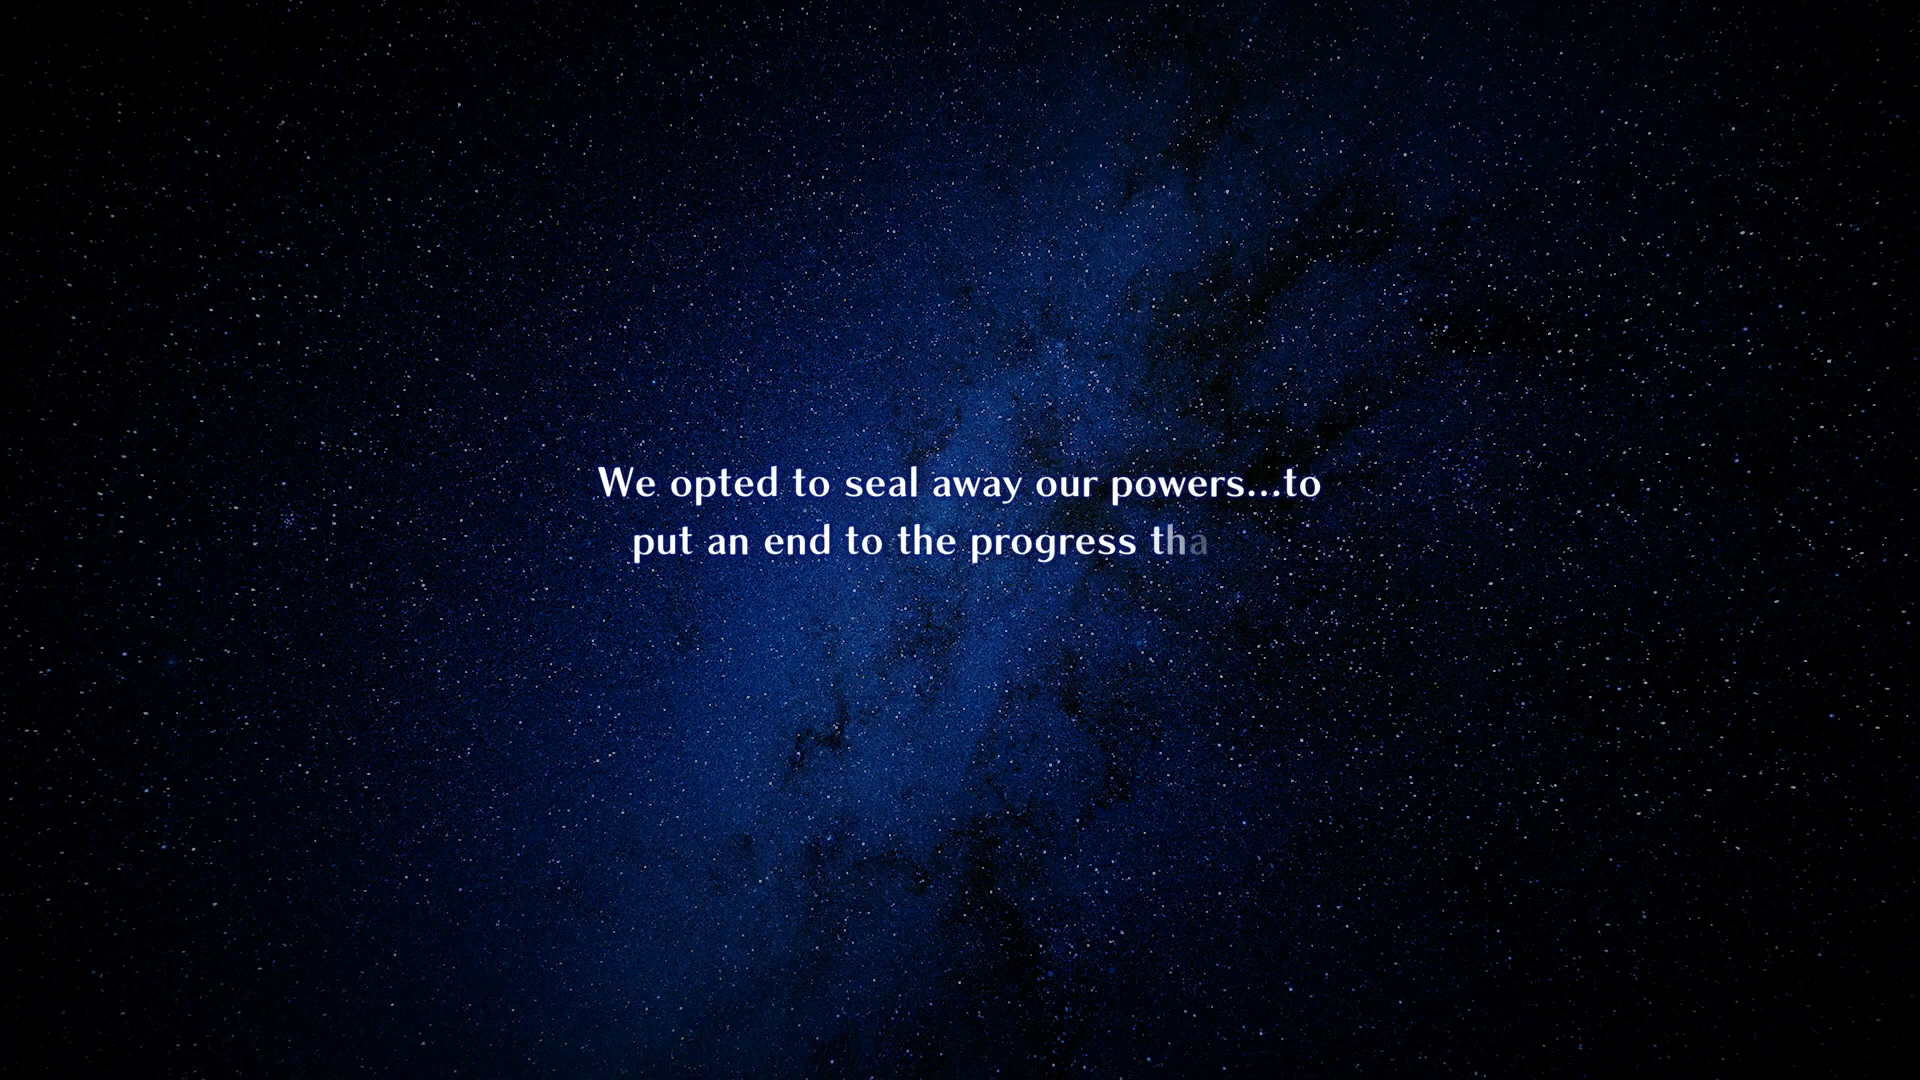 We opted to seal away our powers...to
put an end to the progress tha